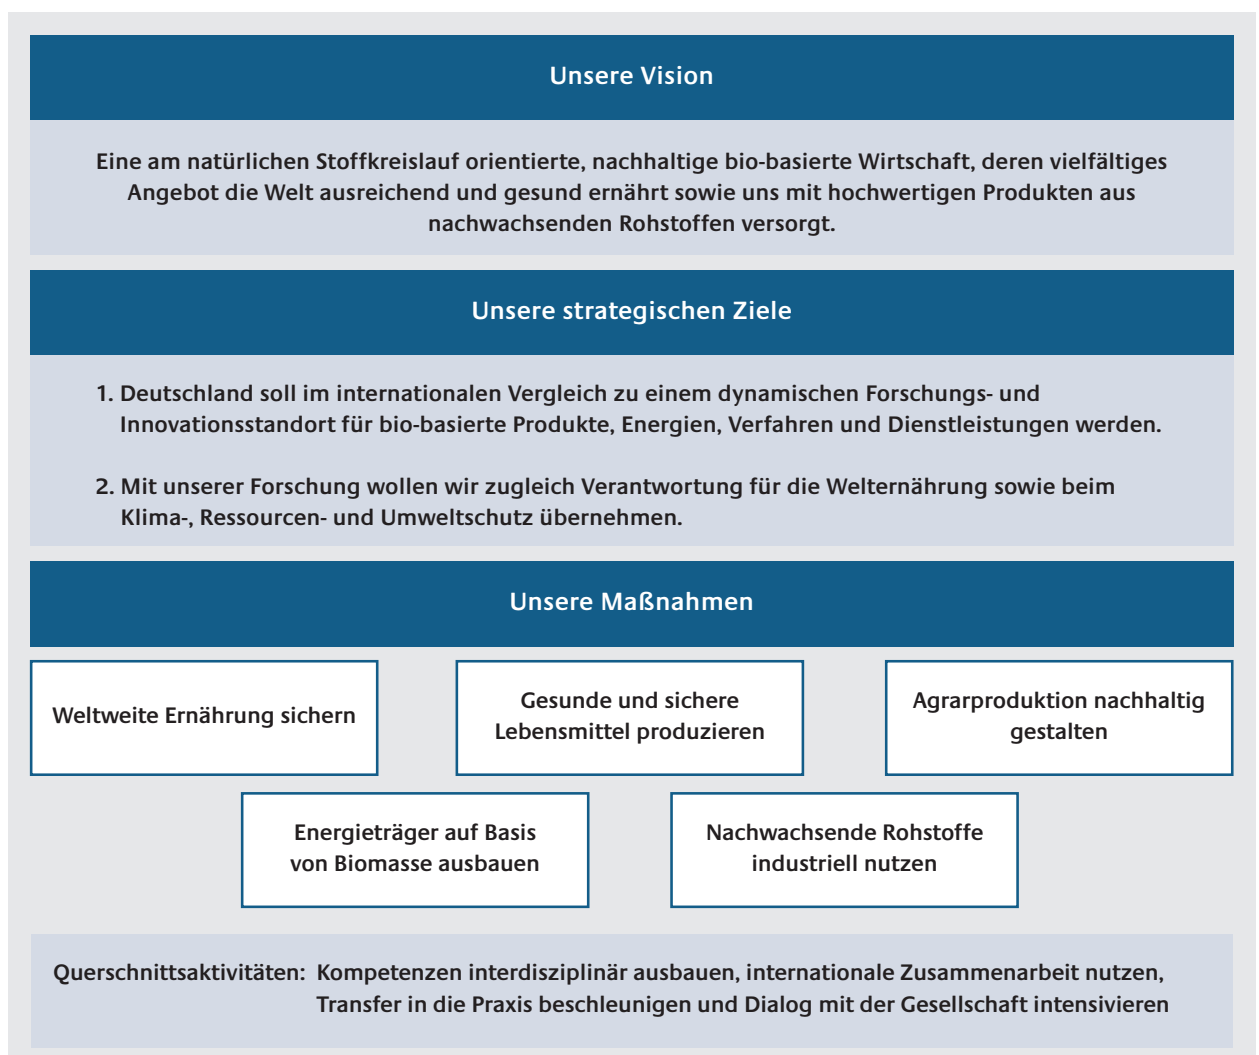 Unsere Vision
Eine am natürlichen Stoffkreislauf orientierte, nachhaltige bio-basierte Wirtschaft, deren vielfältiges
Angebot die Welt ausreichend und gesund ernährt sowie uns mit hochwertigen Produkten aus
nachwachsenden Rohstoffen versorgt.
Unsere strategischen Ziele
1. Deutschland soll im internationalen Vergleich zu einem dynamischen Forschungs- und
Innovationsstandort für bio-basierte Produkte, Energien, Verfahren und Dienstleistungen werden.
2. Mit unserer Forschung wollen wir zugleich Verantwortung für die Welternährung sowie beim
Klima-, Ressourcen- und Umweltschutz übernehmen.
Unsere Maßnahmen
Weltweite Ernährung sichern
Gesunde und sichere
Lebensmittel produzieren
Agrarproduktion nachhaltig
gestalten
Energieträger auf Basis
von Biomasse ausbauen
Nachwachsende Rohstoffe
industriell nutzen
Querschnittsaktivitäten: Kompetenzen interdisziplinär ausbauen, internationale Zusammenarbeit nutzen,
Transfer in die Praxis beschleunigen und Dialog mit der Gesellschaft intensivieren